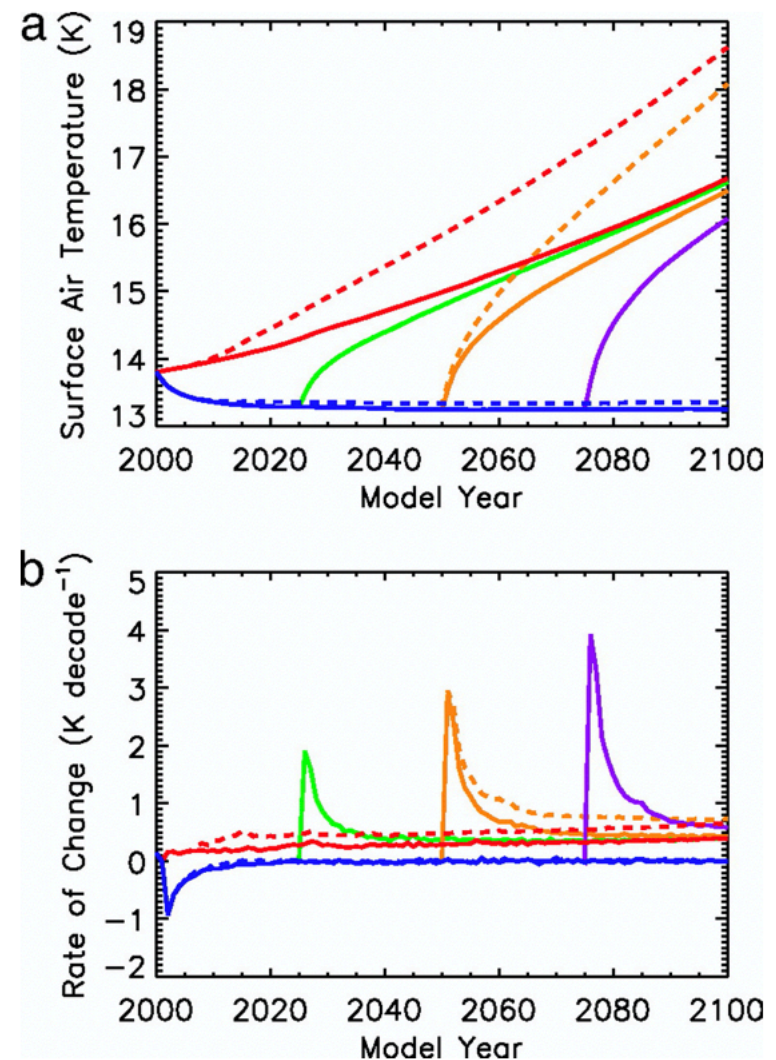 a
Surface Air Temperature (K)
19
18
17
16
15
14
13
2000 2020 2040 2060 2080 2100
Model Year
b
Rate of Change (K decade⁻¹)
5
4
3
2
1
0
−1
−2
2000 2020 2040 2060 2080 2100
Model Year